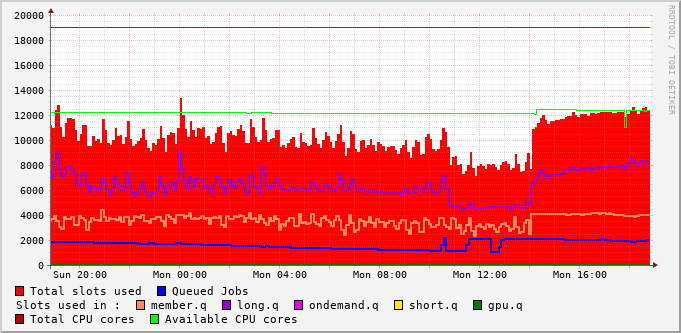 20000
18000
16000
14000
12000
10000
8000
6000
4000
2000
0
Sun 20:00 Mon 00:00 Mon 04:00 Mon 08:00 Mon 12:00 Mon 16:00
Total slots used Queued Jobs
Slots used in : member.q long.q ondemand.q short.q gpu.q
Total CPU cores Available CPU cores
RRDTOOL / TOBI OETIKER